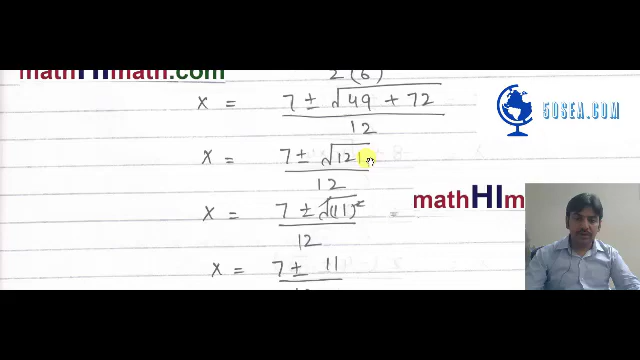 mathHImath.com
2(6)
x = 7 ± √49 + 72
12
50SEA.COM
x = 7 ± √121
12
mathHIm
x = 7 ± √(11)² =
12
x = 7 ± 11